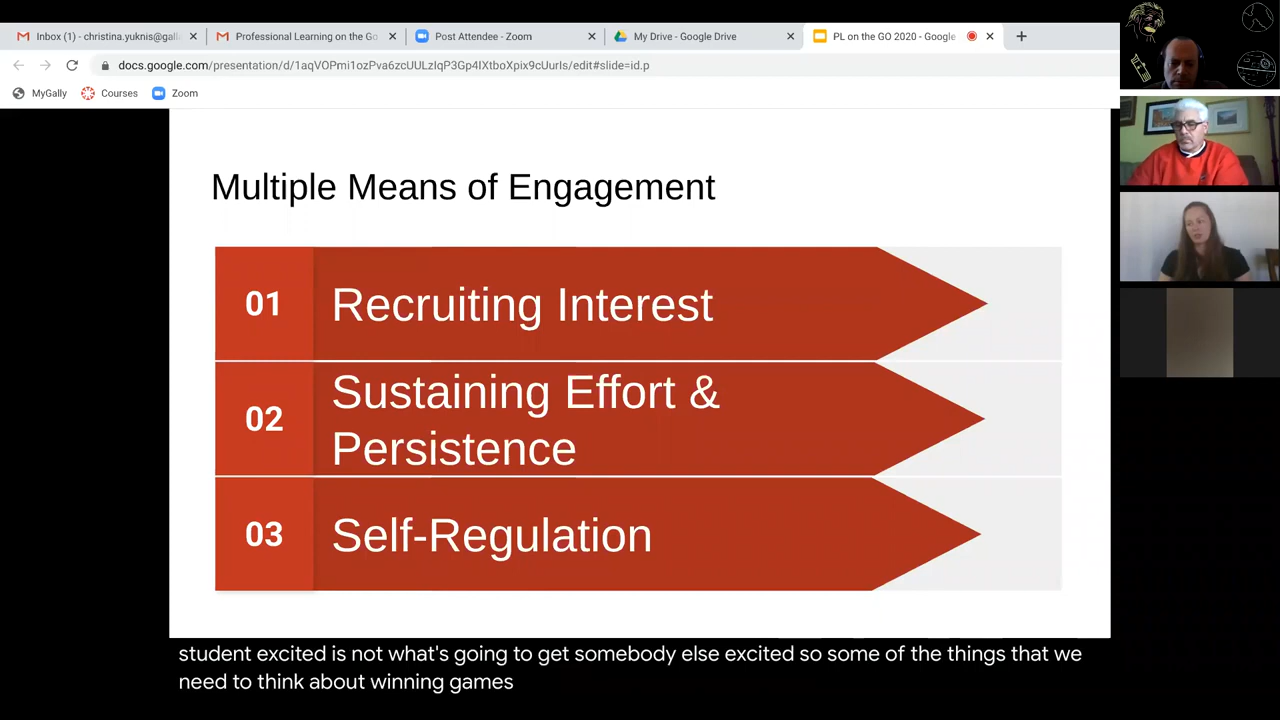 Inbox (1) - christina.yuknis@gall
Professional Learning on the Go
Post Attendee - Zoom
My Drive - Google Drive
PL on the GO 2020 - Google
docs.google.com/presentation/d/1aqVOPmi1ozPva6zcUULzIqP3Gp4IXtboXpix9cUurIs/edit#slide=id.p
MyGally
Courses
Zoom
Multiple Means of Engagement
01
Recruiting Interest
02
Sustaining Effort &
Persistence
03
Self-Regulation
student excited is not what's going to get somebody else excited so some of the things that we
need to think about winning games